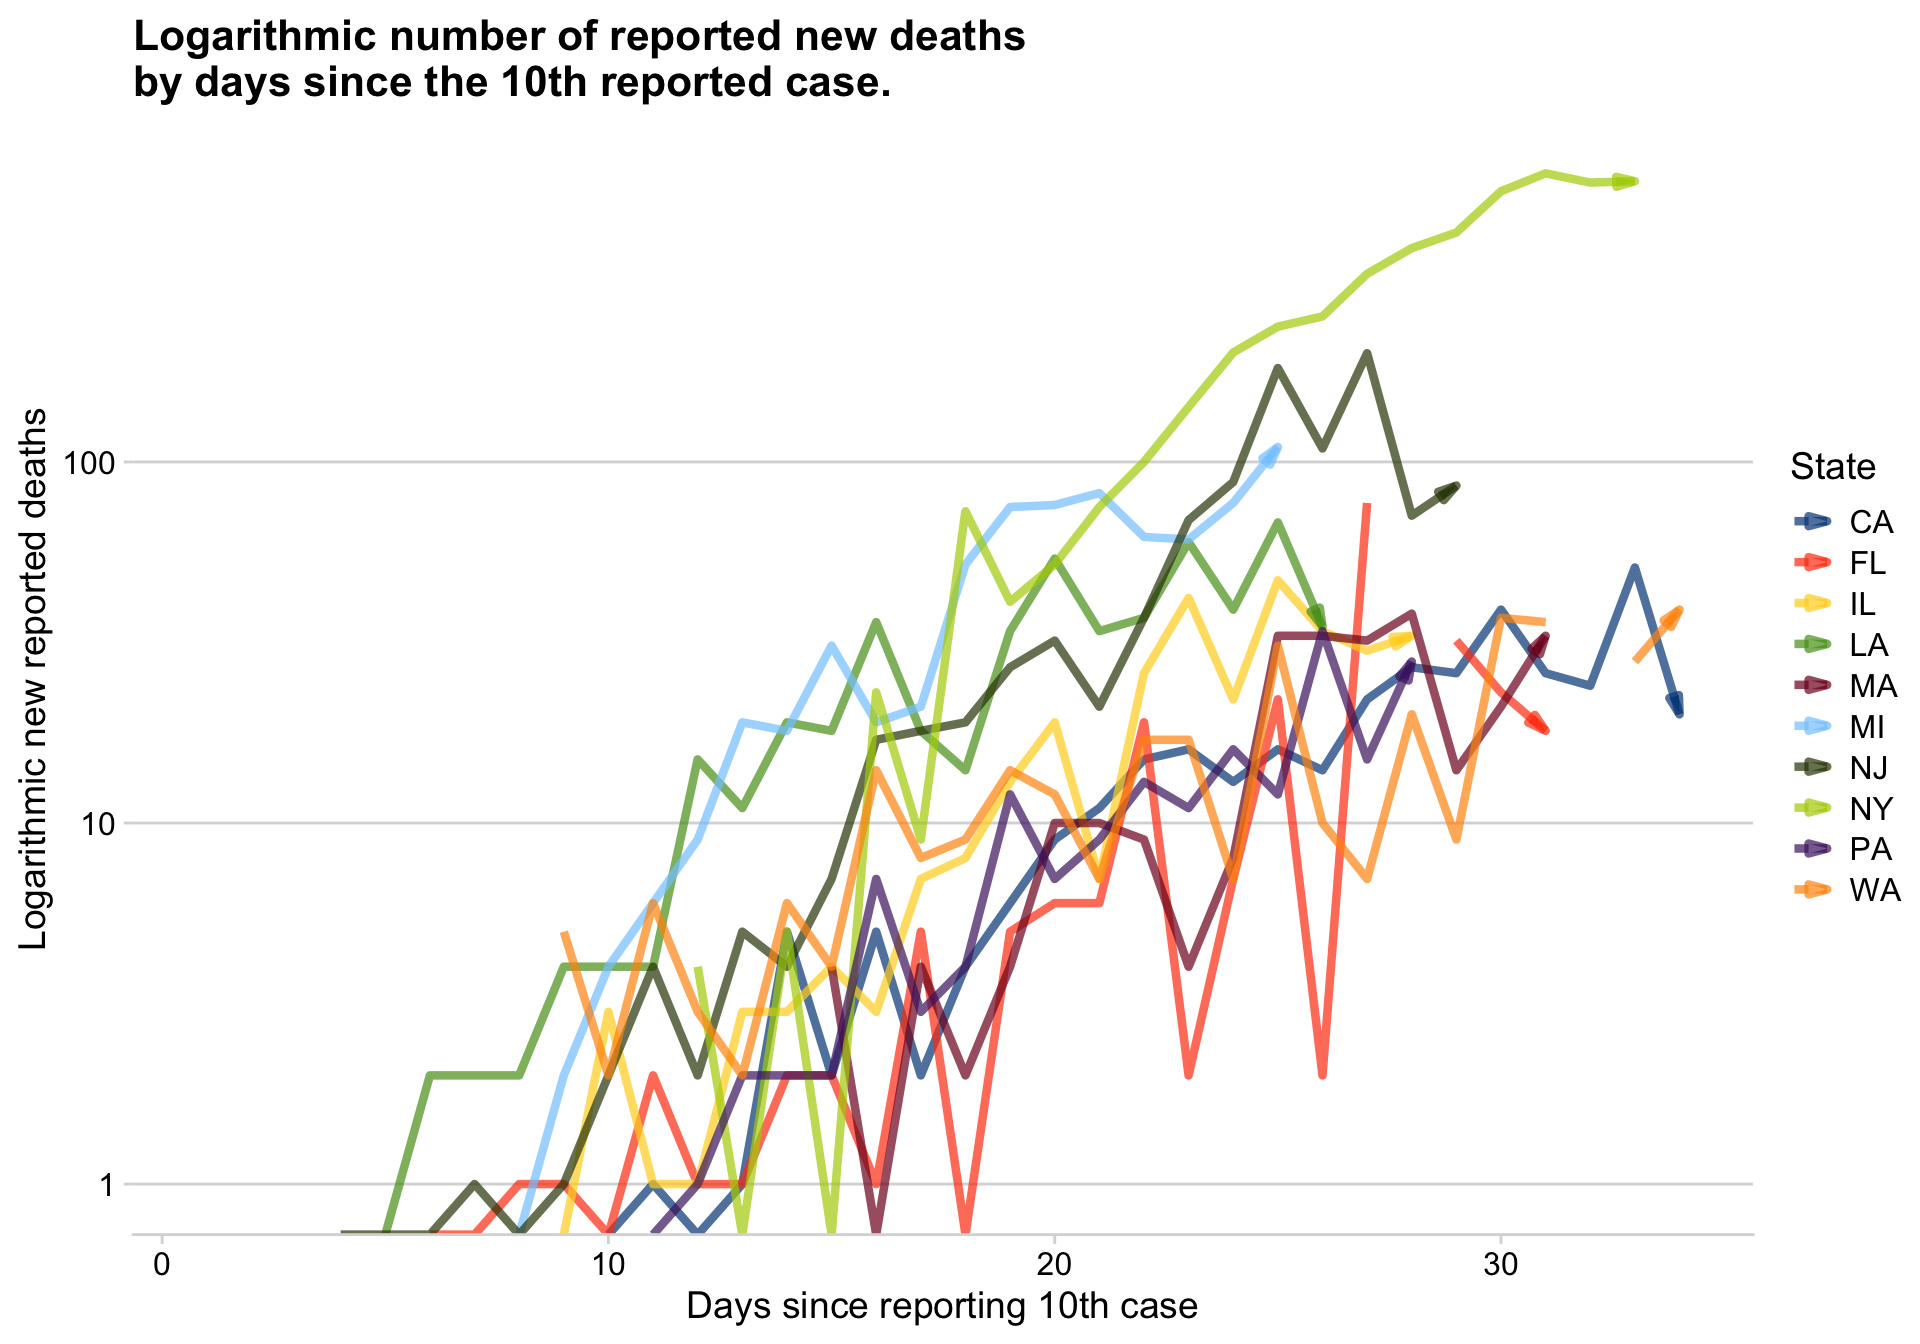 Logarithmic number of reported new deaths
by days since the 10th reported case.
Logarithmic new reported deaths
100
10
1
0
10
20
30
Days since reporting 10th case
State
CA
FL
IL
LA
MA
MI
NJ
NY
PA
WA